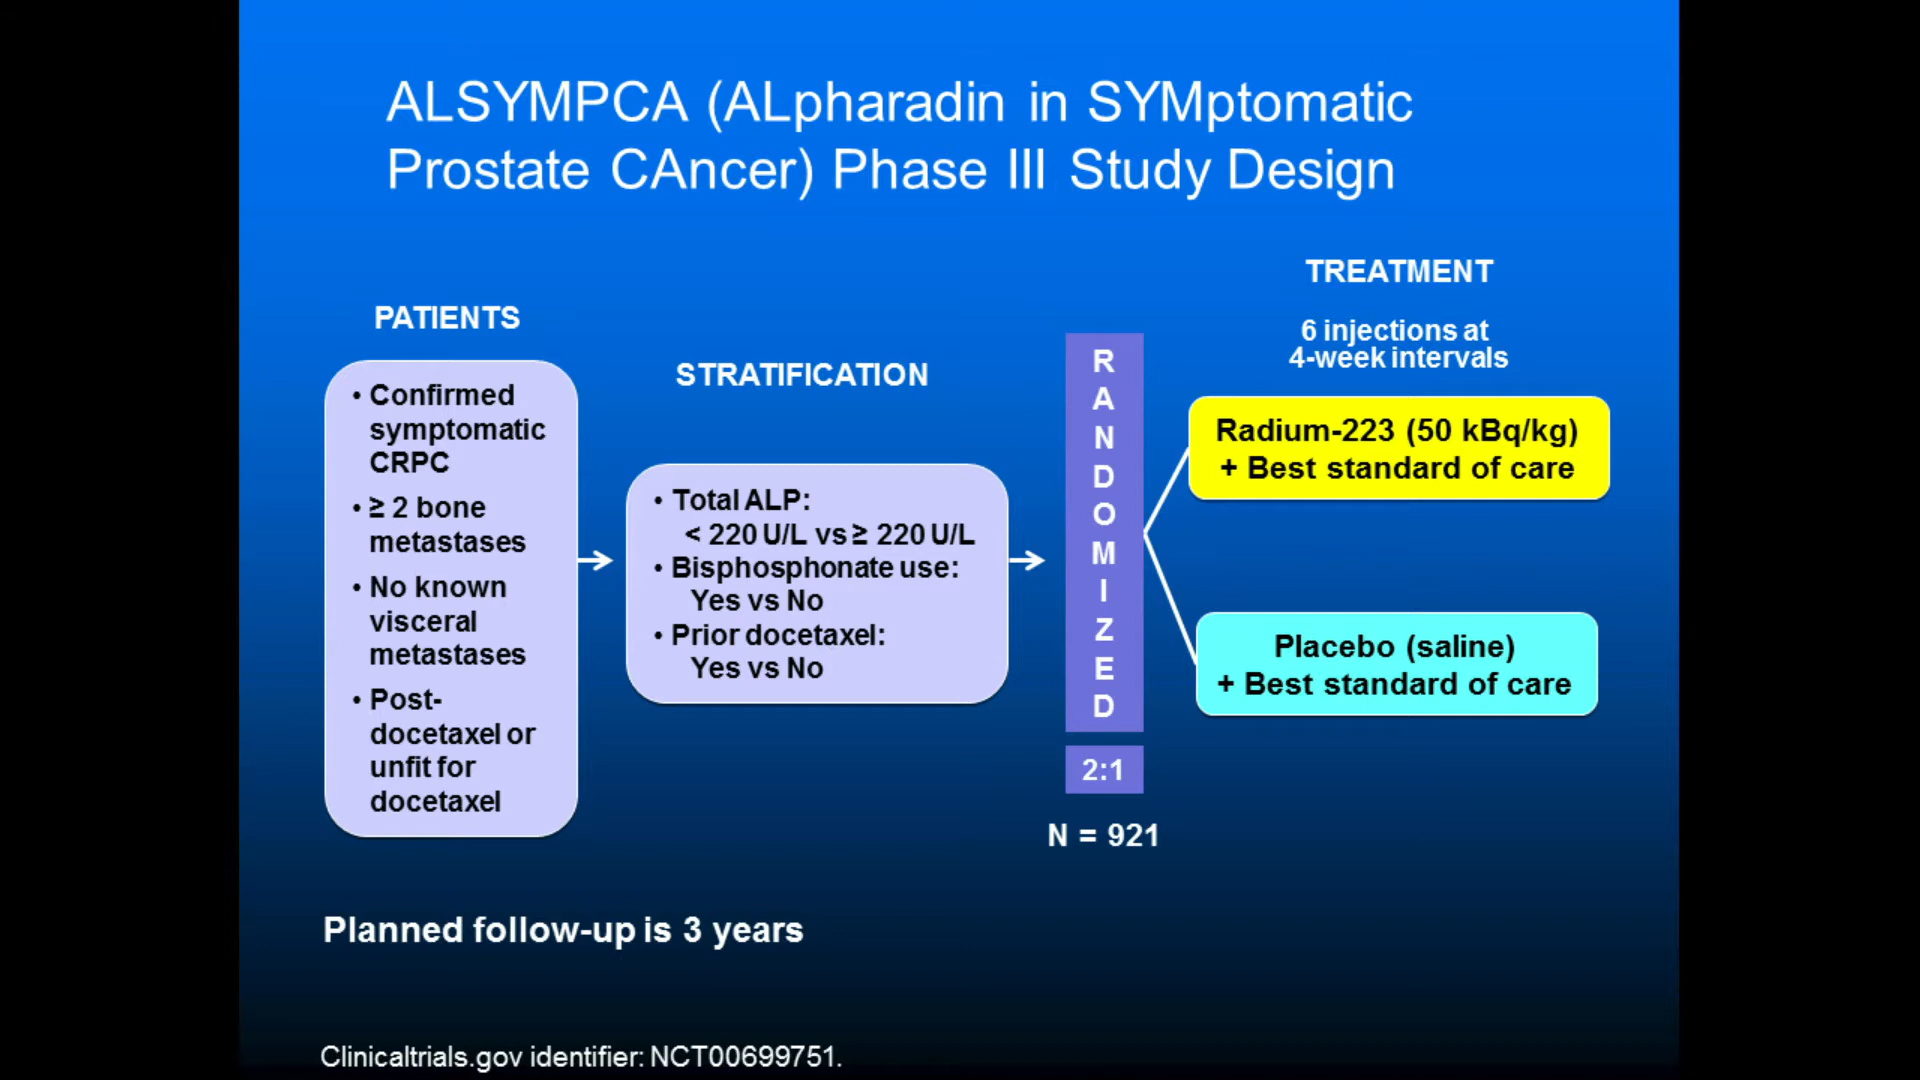 ALSYMPCA (ALpharadin in SYMptomatic
Prostate CAncer) Phase III Study Design
PATIENTS
• Confirmed
symptomatic
CRPC
• ≥ 2 bone
metastases
• No known
visceral
metastases
• Post-
docetaxel or
unfit for
docetaxel
STRATIFICATION
• Total ALP:
< 220 U/L vs ≥ 220 U/L
• Bisphosphonate use:
Yes vs No
• Prior docetaxel:
Yes vs No
RANDOMIZED
2:1
N = 921
TREATMENT
6 injections at
4-week intervals
Radium-223 (50 kBq/kg)
+ Best standard of care
Placebo (saline)
+ Best standard of care
Planned follow-up is 3 years
Clinicaltrials.gov identifier: NCT00699751.